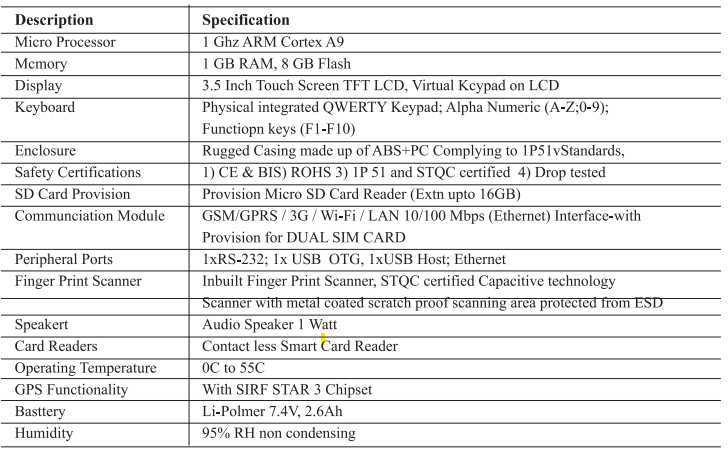 Description Specification
Micro Processor 1 Ghz ARM Cortex A9
Mcmory 1 GB RAM, 8 GB Flash
Display 3.5 Inch Touch Screen TFT LCD, Virtual Kcypad on LCD
Keyboard Physical integrated QWERTY Keypad; Alpha Numeric (A-Z;0-9);
Functiopn keys (F1-F10)
Enclosure Rugged Casing made up of ABS+PC Complying to 1P51vStandards,
Safety Certifications 1) CE & BIS) ROHS 3) 1P 51 and STQC certified 4) Drop tested
SD Card Provision Provision Micro SD Card Reader (Extn upto 16GB)
Communciation Module GSM/GPRS / 3G / Wi-Fi / LAN 10/100 Mbps (Ethernet) Interface-with
Provision for DUAL SIM CARD
Peripheral Ports 1xRS-232; 1x USB OTG, 1xUSB Host; Ethernet
Finger Print Scanner Inbuilt Finger Print Scanner, STQC certified Capacitive technology
Scanner with metal coated scratch proof scanning area protected from ESD
Speakert Audio Speaker 1 Watt
Card Readers Contact less Smart Card Reader
Operating Temperature 0C to 55C
GPS Functionality With SIRF STAR 3 Chipset
Basttery Li-Polmer 7.4V, 2.6Ah
Humidity 95% RH non condensing